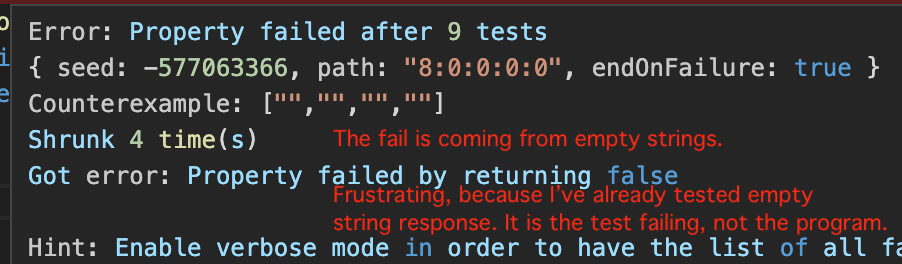 Error: Property failed after 9 tests
{ seed: -577063366, path: "8:0:0:0:0", endOnFailure: true }
Counterexample: ["","","",""]
Shrunk 4 time(s)
The fail is coming from empty strings.
Got error: Property failed by returning false
Frustrating, because I've already tested empty
string response. It is the test failing, not the program.
Hint: Enable verbose mode in order to have the list of all